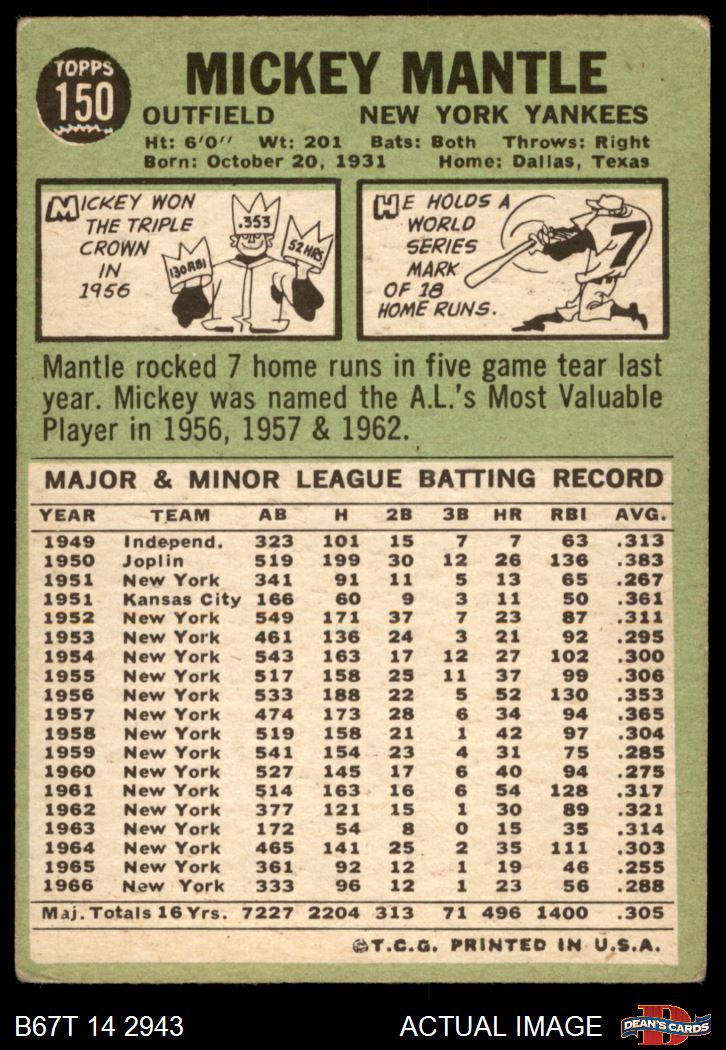 TOPPS
150
MICKEY MANTLE
OUTFIELD NEW YORK YANKEES
Ht: 6'0'' Wt: 201 Bats: Both Throws: Right
Born: October 20, 1931 Home: Dallas, Texas
MICKEY WON
THE TRIPLE
CROWN
IN
1956
.353
130 RBI
52 HRS
HE HOLDS A
WORLD
SERIES
MARK
OF 18
HOME RUNS.
7
Mantle rocked 7 home runs in five game tear last
year. Mickey was named the A.L.'s Most Valuable
Player in 1956, 1957 & 1962.
MAJOR & MINOR LEAGUE BATTING RECORD
YEAR TEAM AB H 2B 3B HR RBI AVG.
1949 Independ. 323 101 15 7 7 63 .313
1950 Joplin 519 199 30 12 26 136 .383
1951 New York 341 91 11 5 13 65 .267
1951 Kansas City 166 60 9 3 11 50 .361
1952 New York 549 171 37 7 23 87 .311
1953 New York 461 136 24 3 21 92 .295
1954 New York 543 163 17 12 27 102 .300
1955 New York 517 158 25 11 37 99 .306
1956 New York 533 188 22 5 52 130 .353
1957 New York 474 173 28 6 34 94 .365
1958 New York 519 158 21 1 42 97 .304
1959 New York 541 154 23 4 31 75 .285
1960 New York 527 145 17 6 40 94 .275
1961 New York 514 163 16 6 54 128 .317
1962 New York 377 121 15 1 30 89 .321
1963 New York 172 54 8 0 15 35 .314
1964 New York 465 141 25 2 35 111 .303
1965 New York 361 92 12 1 19 46 .255
1966 New York 333 96 12 1 23 56 .288
Maj. Totals 16 Yrs. 7227 2204 313 71 496 1400 .305
©T.C.G. PRINTED IN U.S.A.
B67T 14 2943 ACTUAL IMAGE
D
DEAN'S CARDS